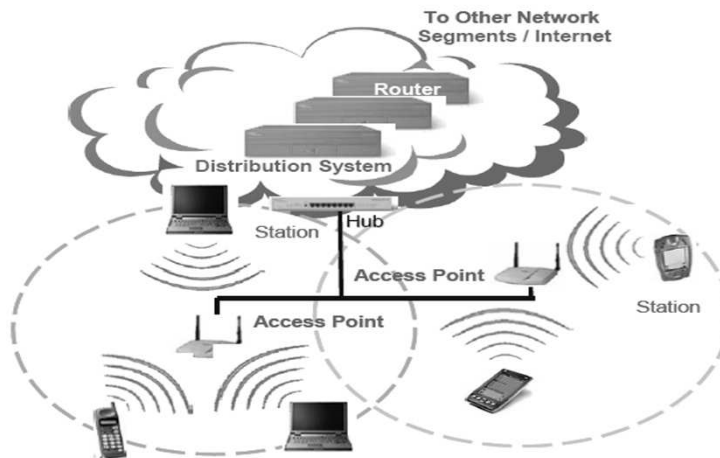 To Other Network
Segments / Internet
Router
Distribution System
Station
Hub
Access Point
Station
Access Point